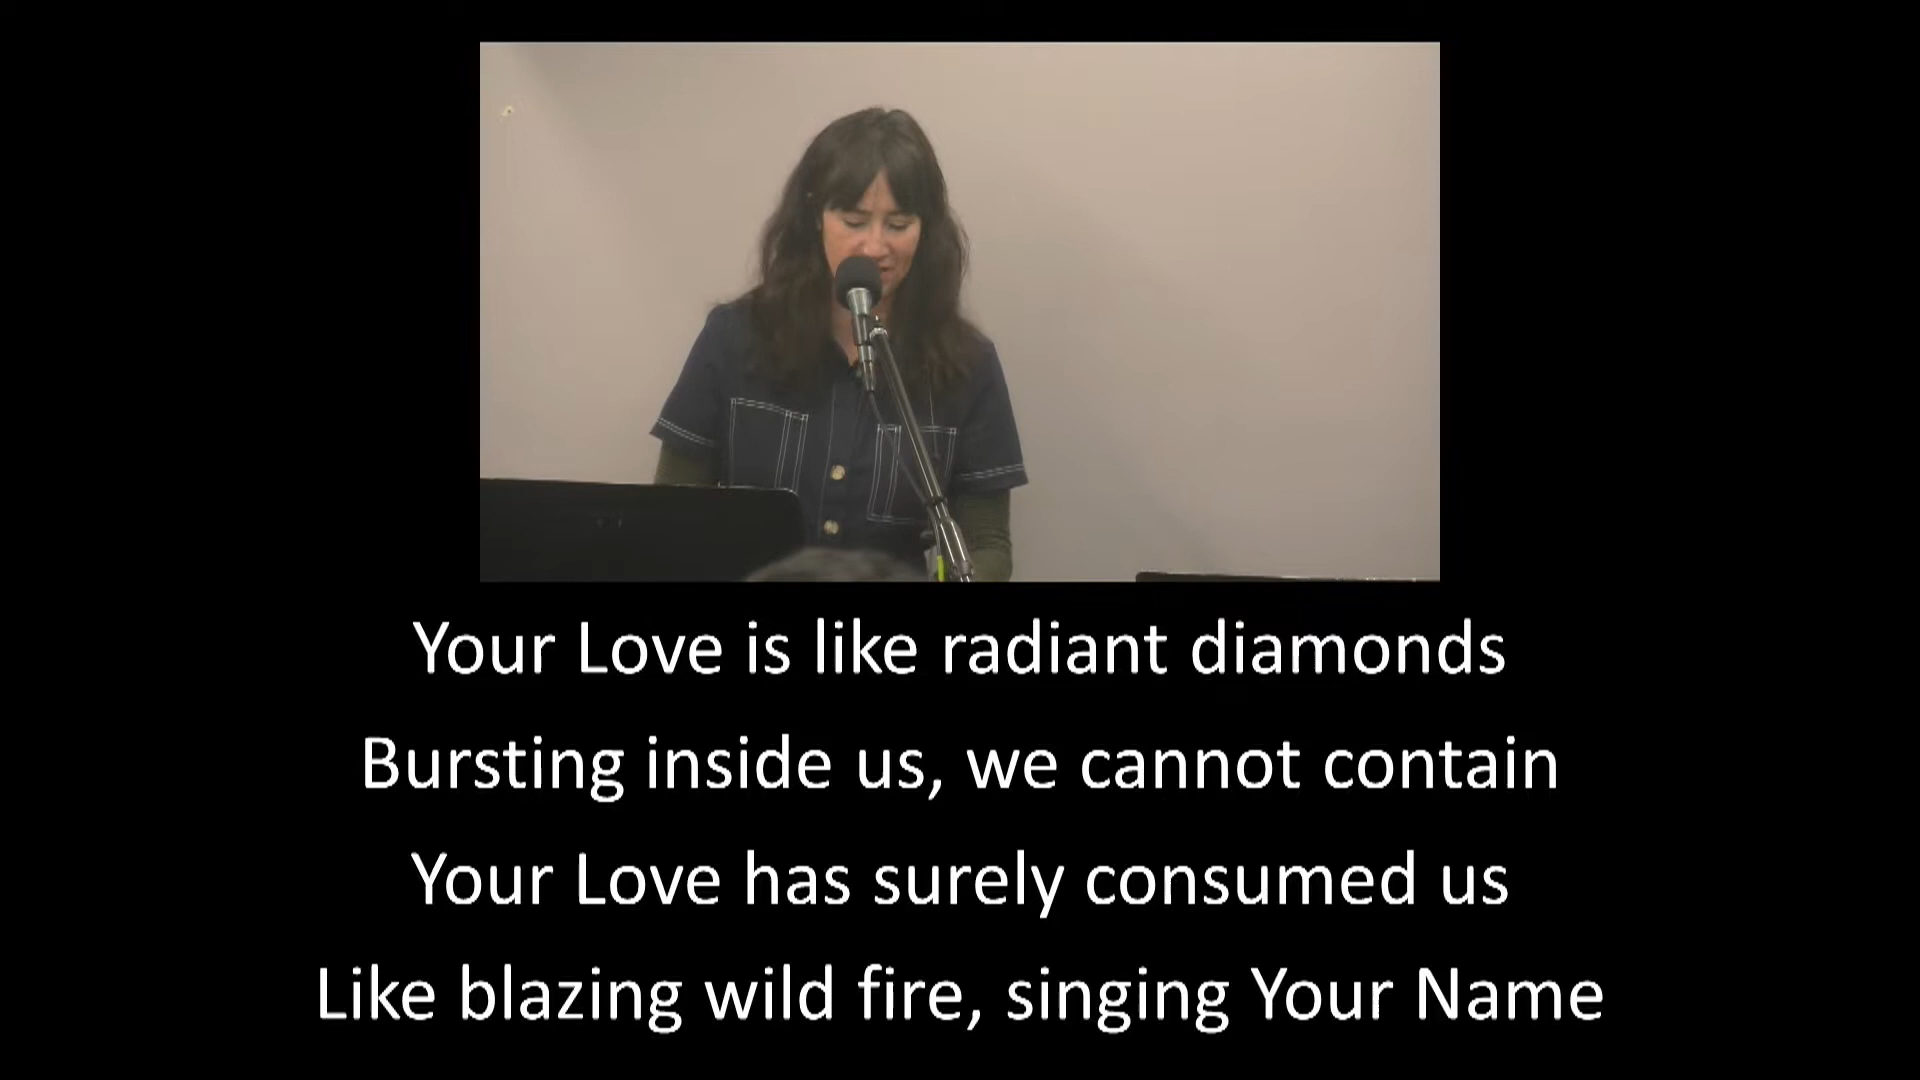 Your Love is like radiant diamonds
Bursting inside us, we cannot contain
Your Love has surely consumed us
Like blazing wild fire, singing Your Name